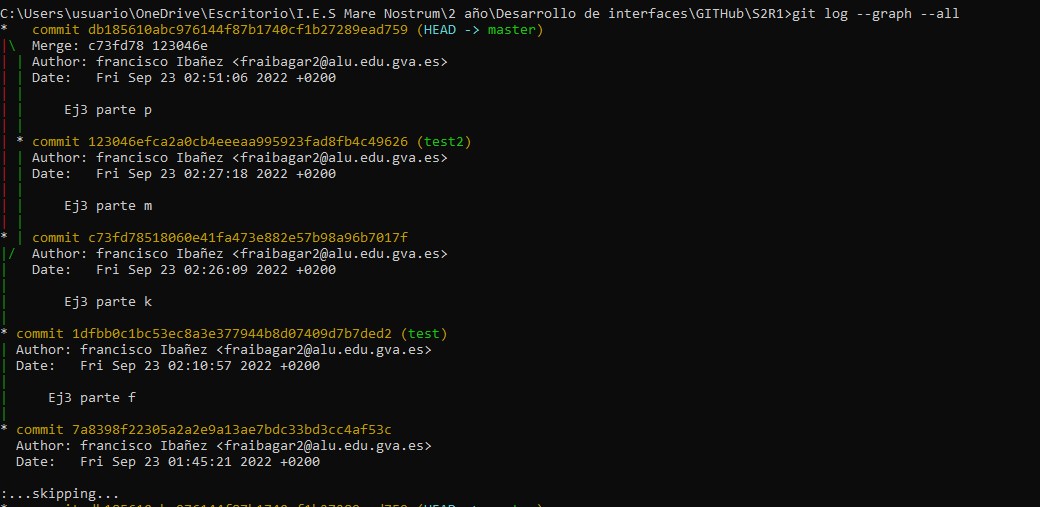 C:\Users\usuario\OneDrive\Escritorio\I.E.S Mare Nostrum\2 año\Desarrollo de interfaces\GITHub\S2R1>git log --graph --all
*   commit db185610abc976144f87b1740cf1b27289ead759 (HEAD -> master)
|\  Merge: c73fd78 123046e
| | Author: francisco Ibañez <fraibagar2@alu.edu.gva.es>
| | Date:   Fri Sep 23 02:51:06 2022 +0200
| |
| |     Ej3 parte p
| |
| * commit 123046efca2a0cb4eeeaa995923fad8fb4c49626 (test2)
| | Author: francisco Ibañez <fraibagar2@alu.edu.gva.es>
| | Date:   Fri Sep 23 02:27:18 2022 +0200
| |
| |     Ej3 parte m
| |
* | commit c73fd78518060e41fa473e882e57b98a96b7017f
|/  Author: francisco Ibañez <fraibagar2@alu.edu.gva.es>
|   Date:   Fri Sep 23 02:26:09 2022 +0200
|
|       Ej3 parte k
|
* commit 1dfbb0c1bc53ec8a3e377944b8d07409d7b7ded2 (test)
| Author: francisco Ibañez <fraibagar2@alu.edu.gva.es>
| Date:   Fri Sep 23 02:10:57 2022 +0200
|
|     Ej3 parte f
|
* commit 7a8398f22305a2a2e9a13ae7bdc33bd3cc4af53c
  Author: francisco Ibañez <fraibagar2@alu.edu.gva.es>
  Date:   Fri Sep 23 01:45:21 2022 +0200

:...skipping...